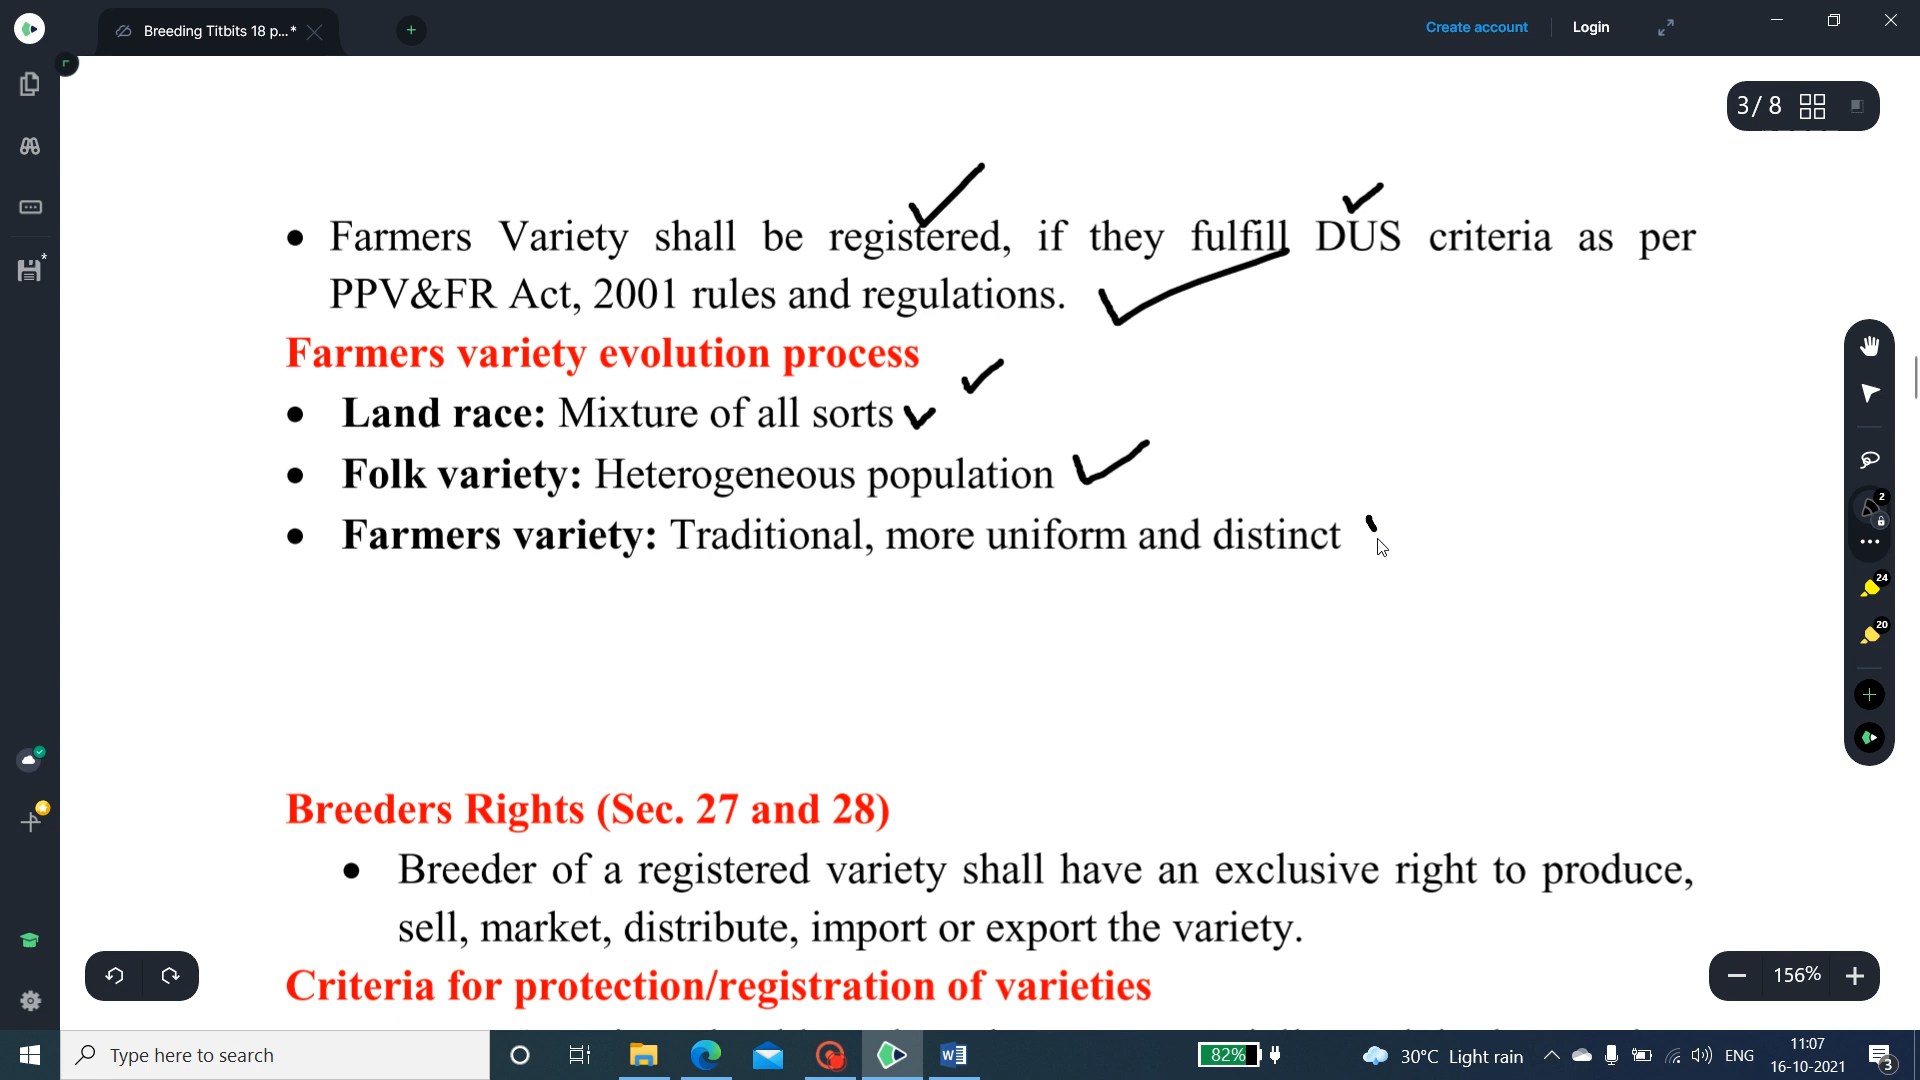 Breeding Titbits 18 p...*
Create account
Login
3/ 8
• Farmers Variety shall be registered, if they fulfill DUS criteria as per
PPV&FR Act, 2001 rules and regulations.
Farmers variety evolution process
• Land race: Mixture of all sorts
• Folk variety: Heterogeneous population
• Farmers variety: Traditional, more uniform and distinct
2
24
20
Breeders Rights (Sec. 27 and 28)
• Breeder of a registered variety shall have an exclusive right to produce,
sell, market, distribute, import or export the variety.
Criteria for protection/registration of varieties
156%
Type here to search
82%
30°C Light rain
ENG
11:07
16-10-2021
3